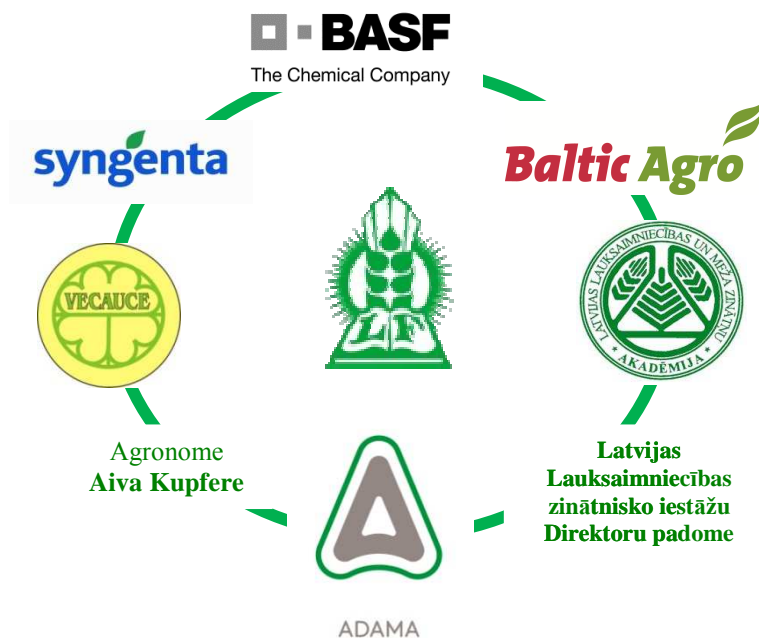 BASF
The Chemical Company
syngenta
Baltic Agro
VECAUCE
LF
LATVIJAS LAUKSAIMNIECĪBAS UN MEŽA ZINĀTŅU
* AKADĒMIJA *
Agronome
Aiva Kupfere
Latvijas
Lauksaimniecības
zinātnisko iestāžu
Direktoru padome
ADAMA